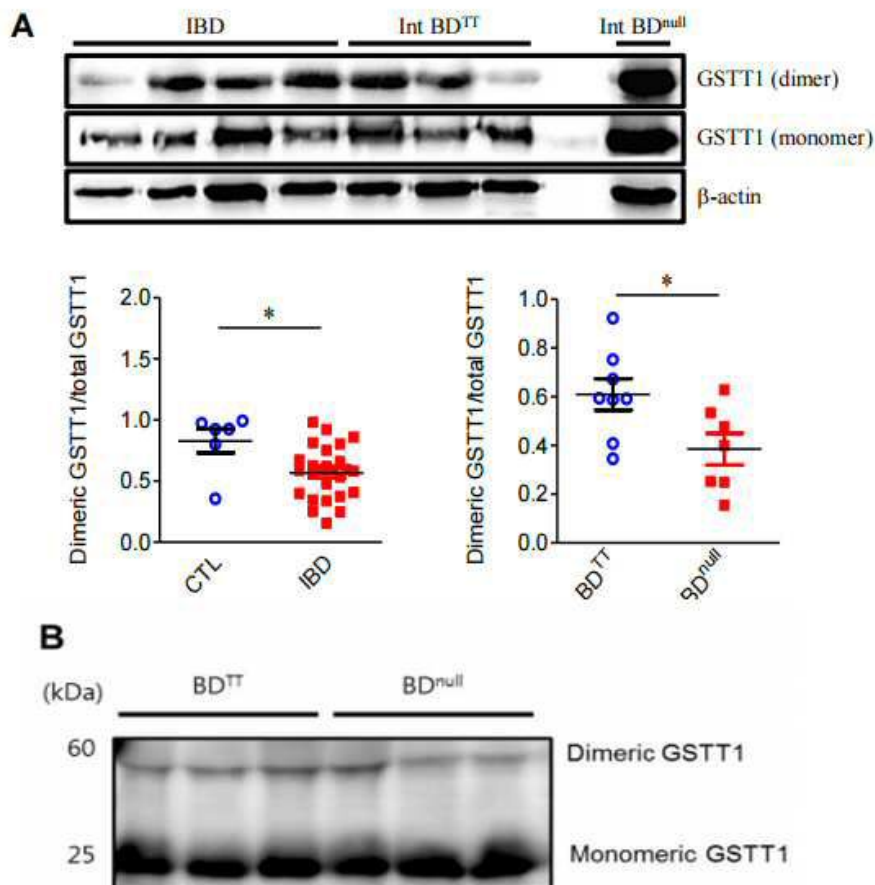 A
IBD Int BDᵀᵀ Int BDⁿᵘˡˡ
GSTT1 (dimer)
GSTT1 (monomer)
β-actin
Dimeric GSTT1/total GSTT1
2.0
1.5
1.0
0.5
0.0
*
CTL
IBD
Dimeric GSTT1/total GSTT1
1.0
0.8
0.6
0.4
0.2
0.0
*
BDᵀᵀ
BDⁿᵘˡˡ
B
(kDa)
BDᵀᵀ BDⁿᵘˡˡ
60
Dimeric GSTT1
25
Monomeric GSTT1